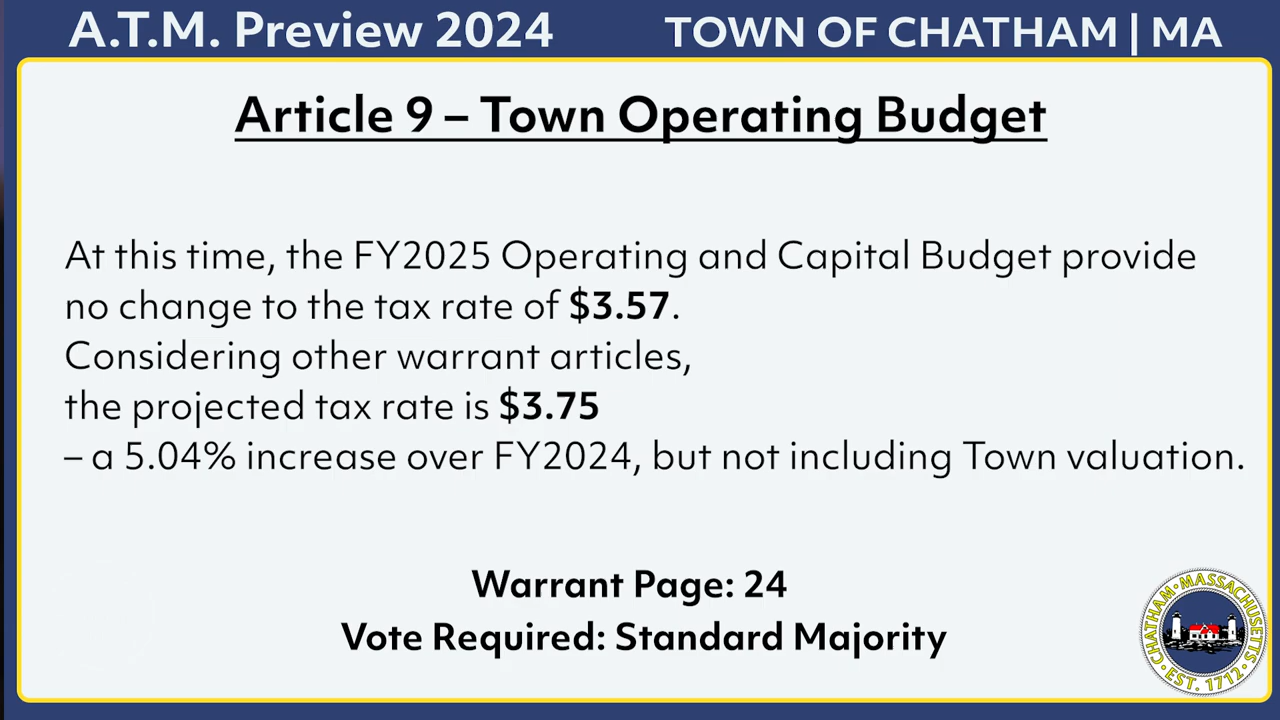 A.T.M. Preview 2024
TOWN OF CHATHAM | MA
Article 9 – Town Operating Budget
At this time, the FY2025 Operating and Capital Budget provide
no change to the tax rate of $3.57.
Considering other warrant articles,
the projected tax rate is $3.75
– a 5.04% increase over FY2024, but not including Town valuation.
Warrant Page: 24
Vote Required: Standard Majority
CHATHAM · MASSACHUSETTS
EST. 1712